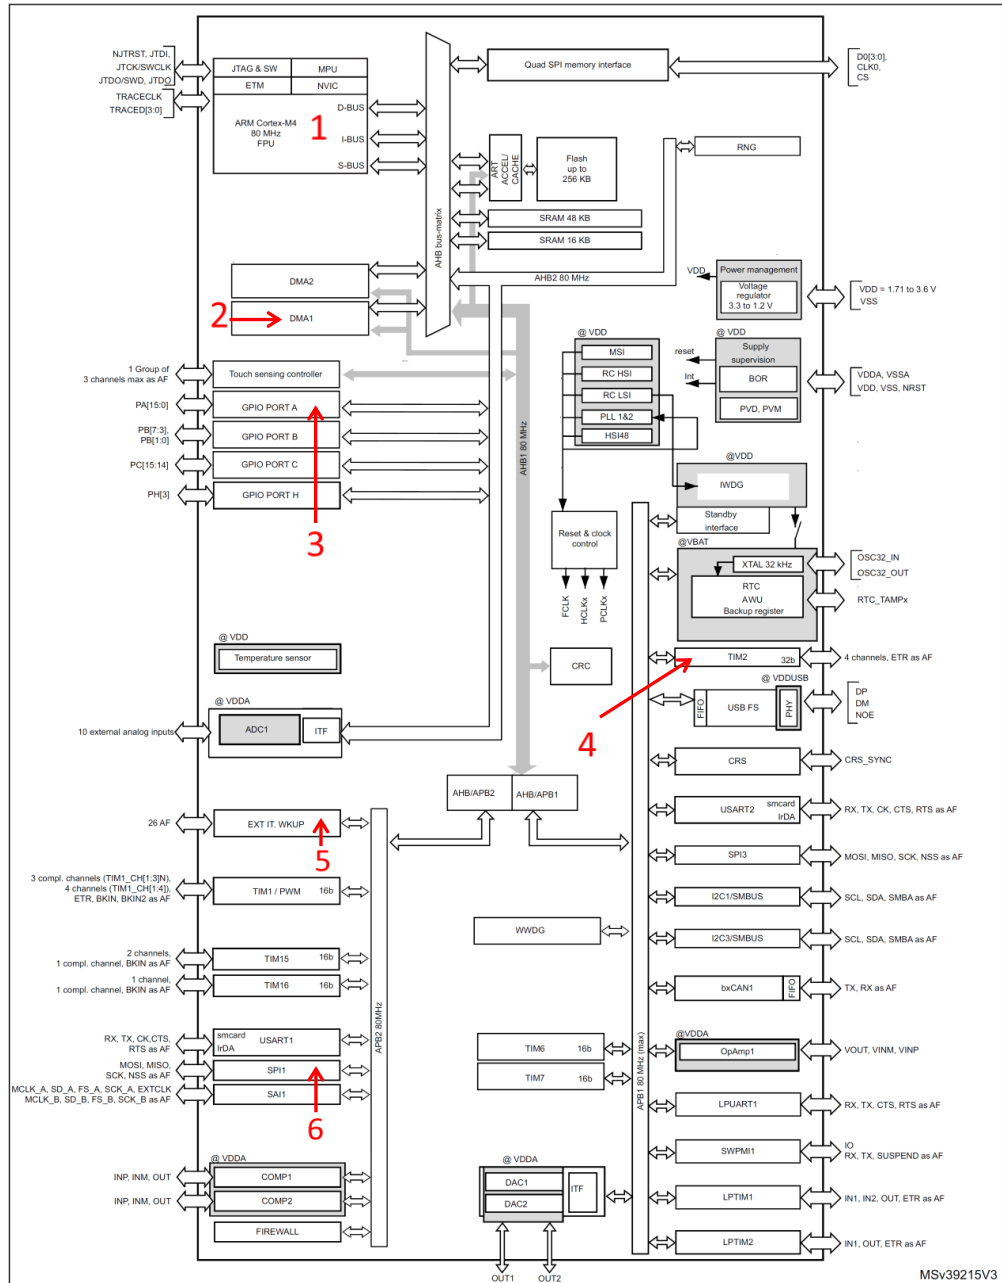 NJTRST, JTDI,
JTCK/SWCLK
JTDO/SWD, JTDO
TRACECLK
TRACED[3:0]
JTAG & SW
MPU
ETM
NVIC
ARM Cortex-M4
80 MHz
FPU
1
D-BUS
I-BUS
S-BUS
AHB bus-matrix
Quad SPI memory interface
D0[3:0],
CLK0,
CS
ART
ACCEL/
CACHE
Flash
up to
256 KB
RNG
SRAM 48 KB
SRAM 16 KB
AHB2 80 MHz
DMA2
2
DMA1
VDD
Power management
Voltage
regulator
3.3 to 1.2 V
VDD = 1.71 to 3.6 V
VSS
@ VDD
MSI
RC HSI
RC LSI
PLL 1&2
HSI48
@ VDD
reset
Int
Supply
supervision
BOR
PVD, PVM
VDDA, VSSA
VDD, VSS, NRST
1 Group of
3 channels max as AF
Touch sensing controller
PA[15:0]
GPIO PORT A
PB[7:3],
PB[1:0]
GPIO PORT B
PC[15:14]
GPIO PORT C
PH[3]
GPIO PORT H
3
AHB1 80 MHz
@VDD
IWDG
Standby
interface
Reset & clock
control
FCLK
HCLKx
PCLKx
@VBAT
XTAL 32 kHz
RTC
AWU
Backup register
OSC32_IN
OSC32_OUT
RTC_TAMPx
@ VDD
Temperature sensor
CRC
TIM2
32b
4 channels, ETR as AF
4
@ VDDA
10 external analog inputs
ADC1
ITF
@ VDDUSB
FIFO
USB FS
PHY
DP
DM
NOE
CRS
CRS_SYNC
AHB/APB2
AHB/APB1
26 AF
EXT IT. WKUP
5
USART2
smcard
IrDA
RX, TX, CK, CTS, RTS as AF
SPI3
MOSI, MISO, SCK, NSS as AF
3 compl. channels (TIM1_CH[1:3]N),
4 channels (TIM1_CH[1:4]),
ETR, BKIN, BKIN2 as AF
TIM1 / PWM
16b
I2C1/SMBUS
SCL, SDA, SMBA as AF
WWDG
I2C3/SMBUS
SCL, SDA, SMBA as AF
2 channels,
1 compl. channel, BKIN as AF
TIM15
16b
1 channel,
1 compl. channel, BKIN as AF
TIM16
16b
bxCAN1
FIFO
TX, RX as AF
APB2 80MHz
APB1 80 MHz (max)
RX, TX, CK,CTS,
RTS as AF
smcard
IrDA
USART1
MOSI, MISO,
SCK, NSS as AF
SPI1
MCLK_A, SD_A, FS_A, SCK_A, EXTCLK
MCLK_B, SD_B, FS_B, SCK_B as AF
SAI1
6
TIM6
16b
TIM7
16b
@VDDA
OpAmp1
VOUT, VINM, VINP
LPUART1
RX, TX, CTS, RTS as AF
SWPMI1
IO
RX, TX, SUSPEND as AF
@ VDDA
INP, INM, OUT
COMP1
INP, INM, OUT
COMP2
FIREWALL
@ VDDA
DAC1
DAC2
ITF
OUT1
OUT2
LPTIM1
IN1, IN2, OUT, ETR as AF
LPTIM2
IN1, OUT, ETR as AF
MSv39215V3